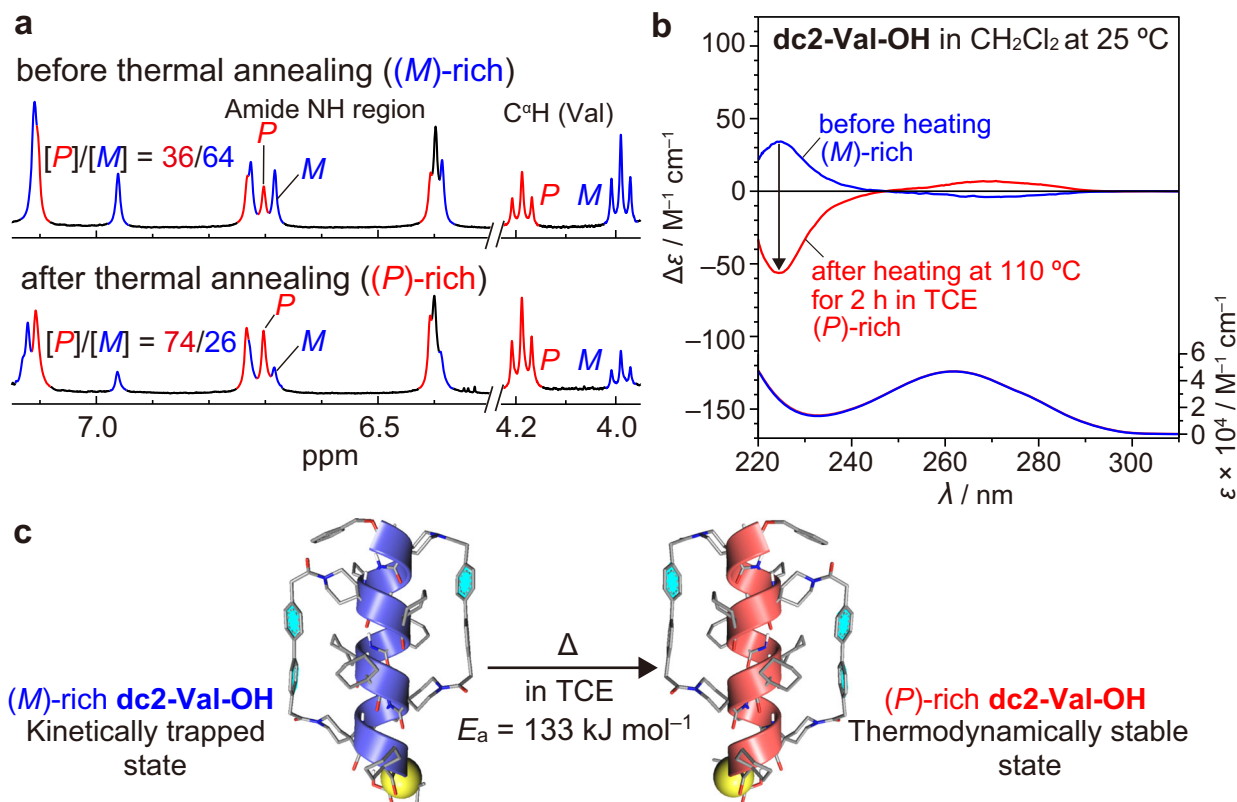 a
before thermal annealing ((M)-rich)
Amide NH region
CᵅH (Val)
[P]/[M] = 36/64
P
M
P
M
after thermal annealing ((P)-rich)
[P]/[M] = 74/26
P
M
P
M
7.0
6.5
4.2
4.0
ppm
b
dc2-Val-OH in CH₂Cl₂ at 25 ºC
before heating
(M)-rich
after heating at 110 ºC
for 2 h in TCE
(P)-rich
100
50
0
−50
−100
−150
Δε / M⁻¹ cm⁻¹
6
4
2
0
ε × 10⁴ / M⁻¹ cm⁻¹
220
240
260
280
300
λ / nm
c
(M)-rich dc2-Val-OH
Kinetically trapped
state
Δ
in TCE
Eₐ = 133 kJ mol⁻¹
(P)-rich dc2-Val-OH
Thermodynamically stable
state